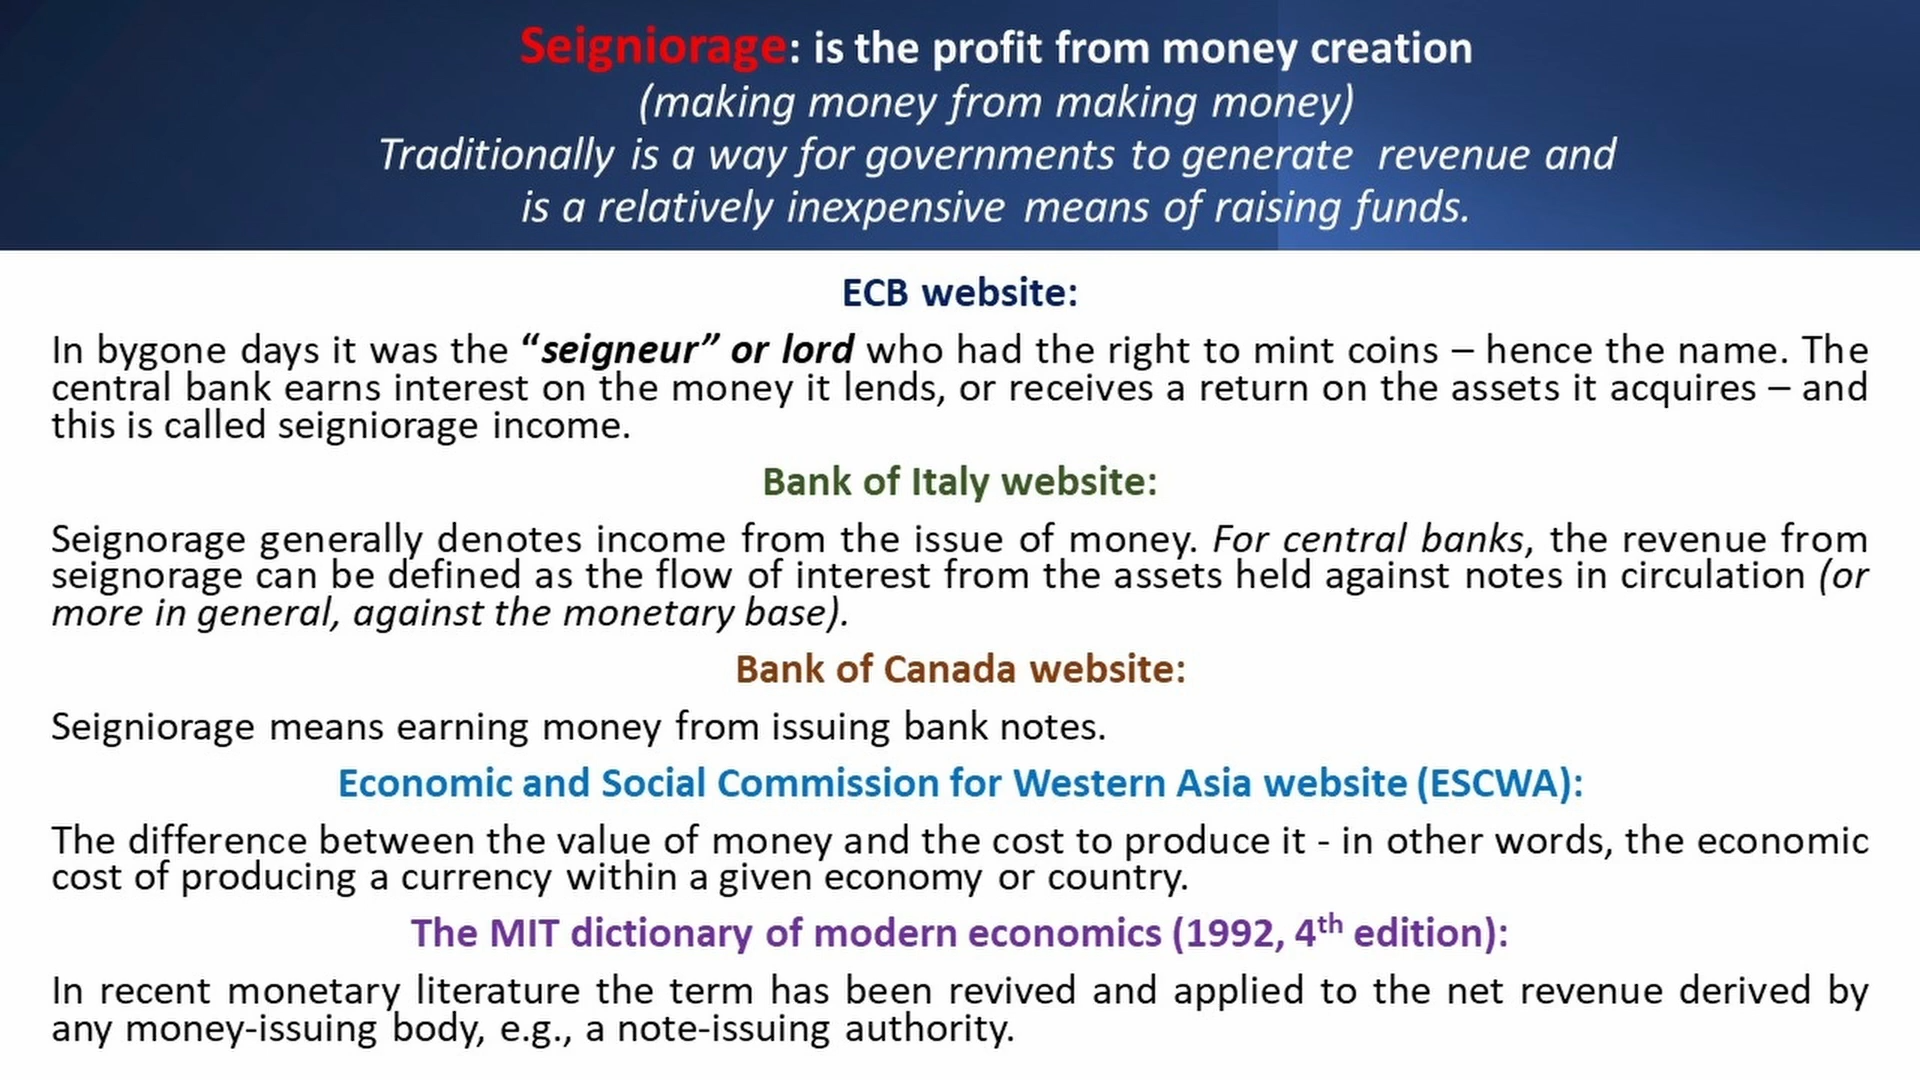 Seigniorage: is the profit from money creation
(making money from making money)
Traditionally is a way for governments to generate revenue and
is a relatively inexpensive means of raising funds.
ECB website:
In bygone days it was the “seigneur” or lord who had the right to mint coins – hence the name. The
central bank earns interest on the money it lends, or receives a return on the assets it acquires – and
this is called seigniorage income.
Bank of Italy website:
Seignorage generally denotes income from the issue of money. For central banks, the revenue from
seignorage can be defined as the flow of interest from the assets held against notes in circulation (or
more in general, against the monetary base).
Bank of Canada website:
Seigniorage means earning money from issuing bank notes.
Economic and Social Commission for Western Asia website (ESCWA):
The difference between the value of money and the cost to produce it - in other words, the economic
cost of producing a currency within a given economy or country.
The MIT dictionary of modern economics (1992, 4th edition):
In recent monetary literature the term has been revived and applied to the net revenue derived by
any money-issuing body, e.g., a note-issuing authority.